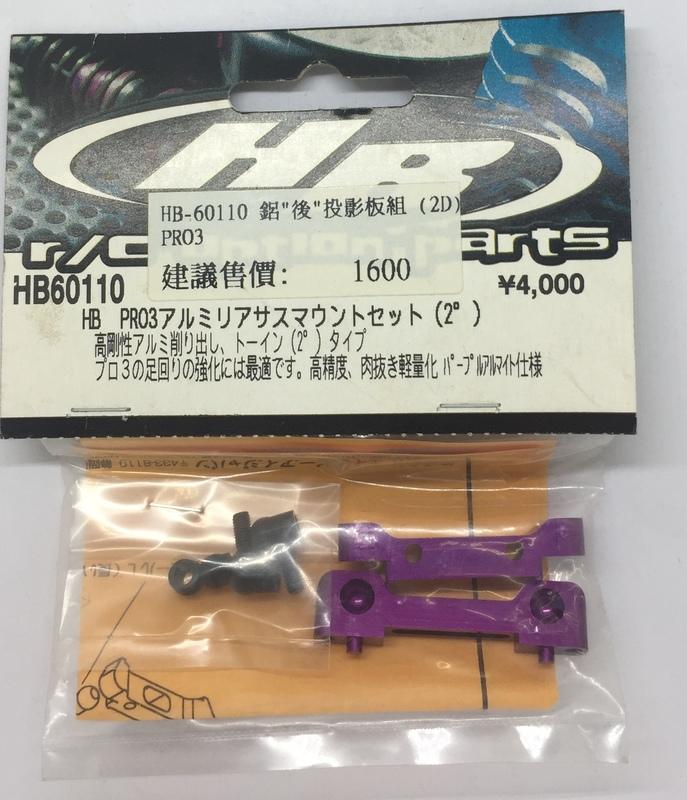 HB
HB-60110 鋁"後"投影板組 (2D)
PRO3
建議售價: 1600
r/c option parts
HB60110
¥4,000
HB PRO3アルミリアサスマウントセット(2°)
高剛性アルミ削り出し、トーイン(2°)タイプ
プロ3の足回りの強化には最適です。高精度、肉抜き軽量化 パープルアルマイト仕様